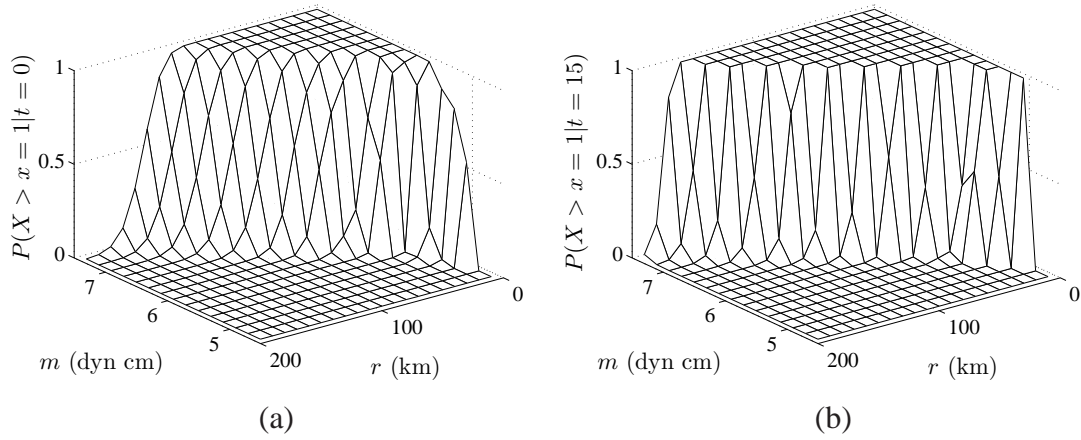 P(X > x = 1|t = 0)
1
0.5
0
7
6
5
m (dyn cm)
200
100
0
r (km)
(a)
P(X > x = 1|t = 15)
1
0.5
0
7
6
5
m (dyn cm)
200
100
0
r (km)
(b)